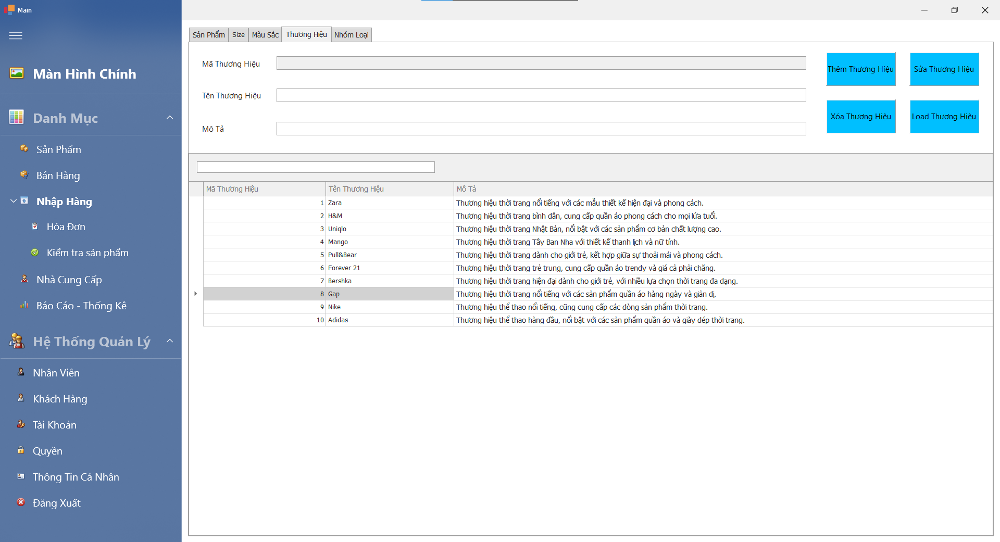 Main
Màn Hình Chính
Danh Mục
Sản Phẩm
Bán Hàng
Nhập Hàng
Hóa Đơn
Kiểm tra sản phẩm
Nhà Cung Cấp
Báo Cáo - Thống Kê
Hệ Thống Quản Lý
Nhân Viên
Khách Hàng
Tài Khoản
Quyền
Thông Tin Cá Nhân
Đăng Xuất
Sản Phẩm Size Màu Sắc Thương Hiệu Nhóm Loại
Mã Thương Hiệu
Tên Thương Hiệu
Mô Tả
Thêm Thương Hiệu Sửa Thương Hiệu
Xóa Thương Hiệu Load Thương Hiệu
Mã Thương Hiệu Tên Thương Hiệu Mô Tả
1 Zara Thương hiệu thời trang nổi tiếng với các mẫu thiết kế hiện đại và phong cách.
2 H&M Thương hiệu thời trang bình dân, cung cấp quần áo phong cách cho mọi lứa tuổi.
3 Uniqlo Thương hiệu thời trang Nhật Bản, nổi bật với các sản phẩm cơ bản chất lượng cao.
4 Mango Thương hiệu thời trang Tây Ban Nha với thiết kế thanh lịch và nữ tính.
5 Pull&Bear Thương hiệu thời trang dành cho giới trẻ, kết hợp giữa sự thoải mái và phong cách.
6 Forever 21 Thương hiệu thời trang trẻ trung, cung cấp quần áo trendy và giá cả phải chăng.
7 Bershka Thương hiệu thời trang hiện đại dành cho giới trẻ, với nhiều lựa chọn thời trang đa dạng.
8 Gap Thương hiệu thời trang nổi tiếng với các sản phẩm quần áo hàng ngày và giản dị.
9 Nike Thương hiệu thể thao nổi tiếng, cũng cung cấp các dòng sản phẩm thời trang.
10 Adidas Thương hiệu thể thao hàng đầu, nổi bật với các sản phẩm quần áo và giày dép thời trang.